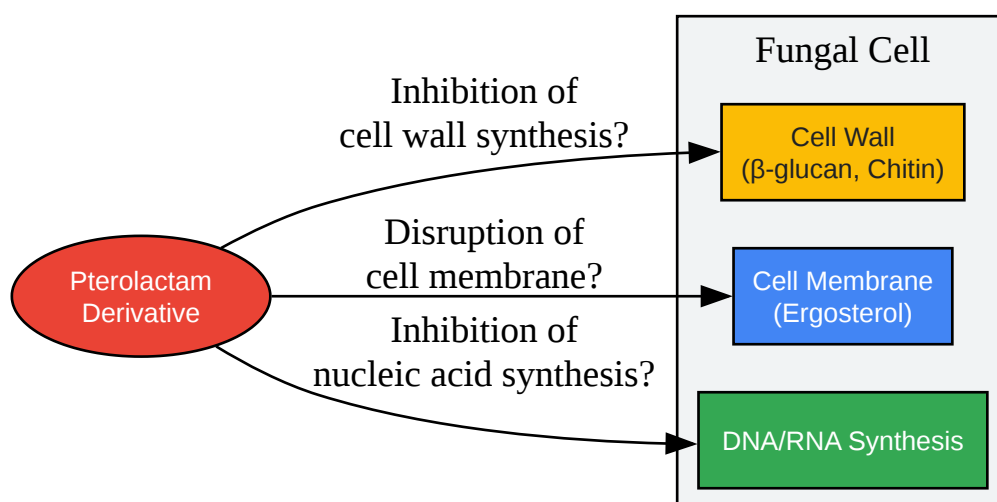 Fungal Cell
Inhibition of
cell wall synthesis?
Cell Wall
(β-glucan, Chitin)
Disruption of
cell membrane?
Pterolactam
Derivative
Cell Membrane
(Ergosterol)
Inhibition of
nucleic acid synthesis?
DNA/RNA Synthesis